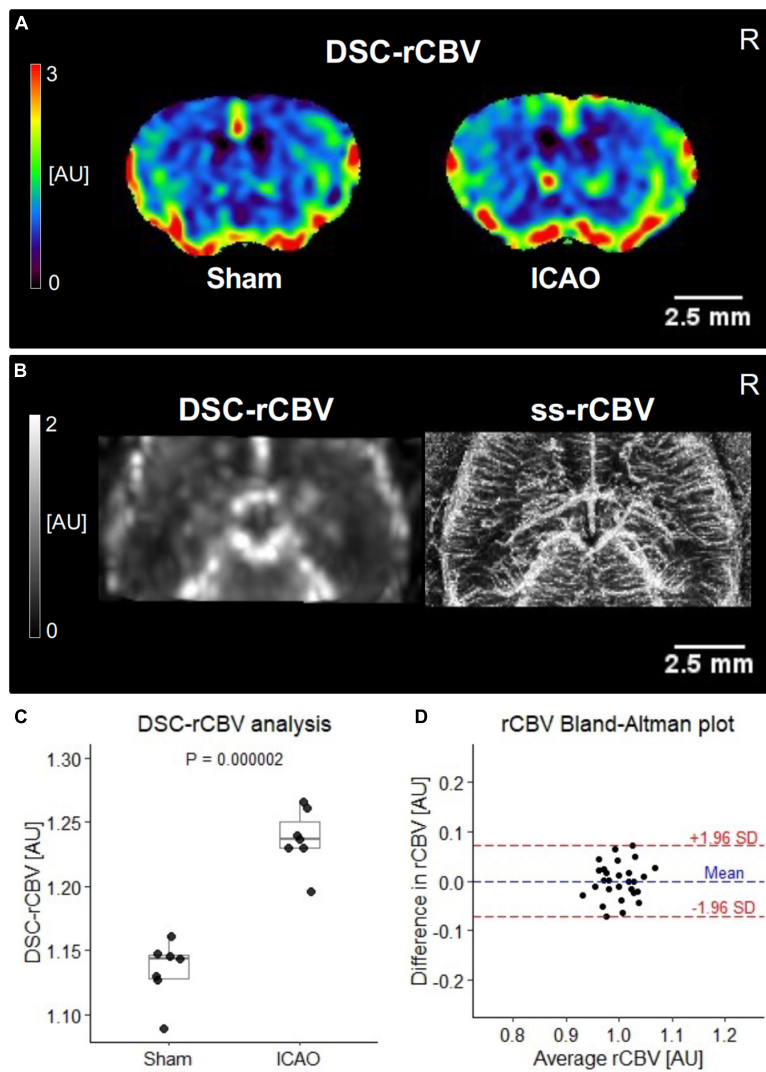 A
DSC-rCBV
R
3
[AU]
0
Sham
ICAO
2.5 mm
B
DSC-rCBV
ss-rCBV
R
2
[AU]
0
2.5 mm
C
DSC-rCBV analysis
P = 0.000002
DSC-rCBV [AU]
1.30
1.25
1.20
1.15
1.10
Sham
ICAO
D
rCBV Bland-Altman plot
Difference in rCBV [AU]
0.2
0.1
0.0
-0.1
-0.2
+1.96 SD
Mean
-1.96 SD
0.8
0.9
1.0
1.1
1.2
Average rCBV [AU]